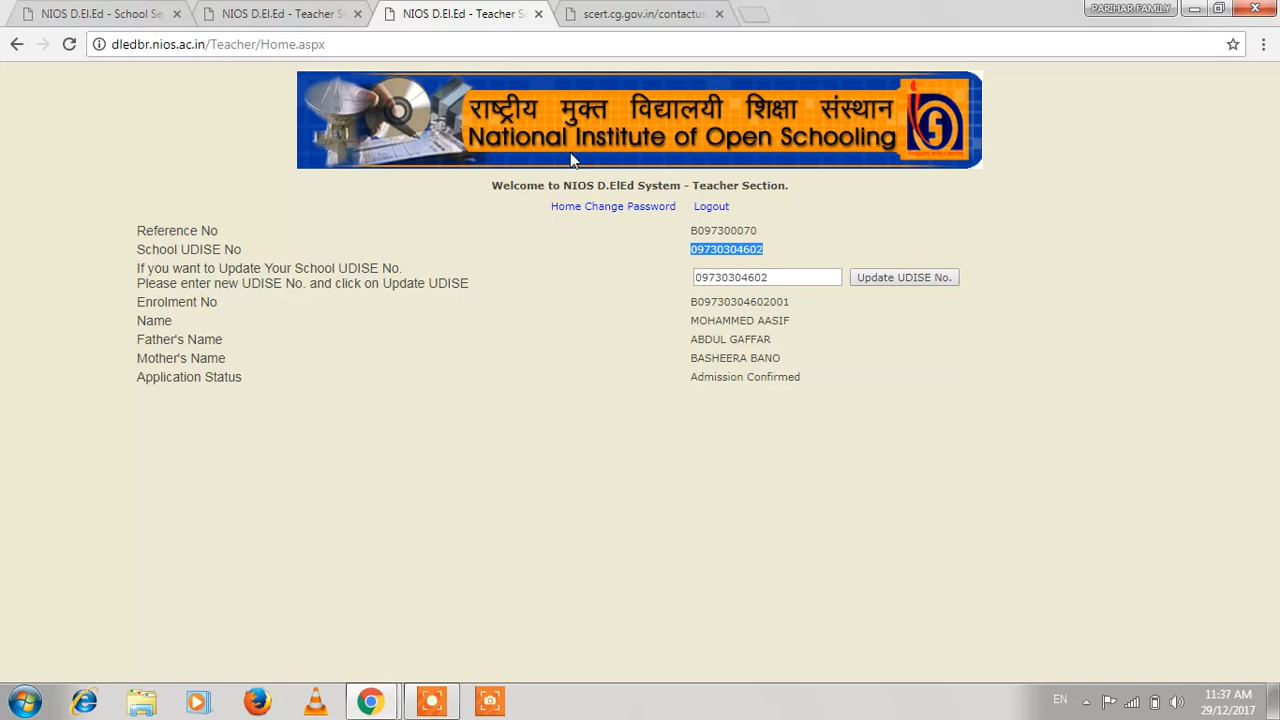 NIOS D.El.Ed - School Se
NIOS D.El.Ed - Teacher S
NIOS D.El.Ed - Teacher Se
scert.cg.gov.in/contactus
PARIHAR FAMILY
dledbr.nios.ac.in/Teacher/Home.aspx
राष्ट्रीय मुक्त विद्यालयी शिक्षा संस्थान
National Institute of Open Schooling
Welcome to NIOS D.ElEd System - Teacher Section.
Home Change Password Logout
Reference No B097300070
School UDISE No 09730304602
If you want to Update Your School UDISE No.
Please enter new UDISE No. and click on Update UDISE
09730304602 Update UDISE No.
Enrolment No B09730304602001
Name MOHAMMED AASIF
Father's Name ABDUL GAFFAR
Mother's Name BASHEERA BANO
Application Status Admission Confirmed
EN
11:37 AM
29/12/2017